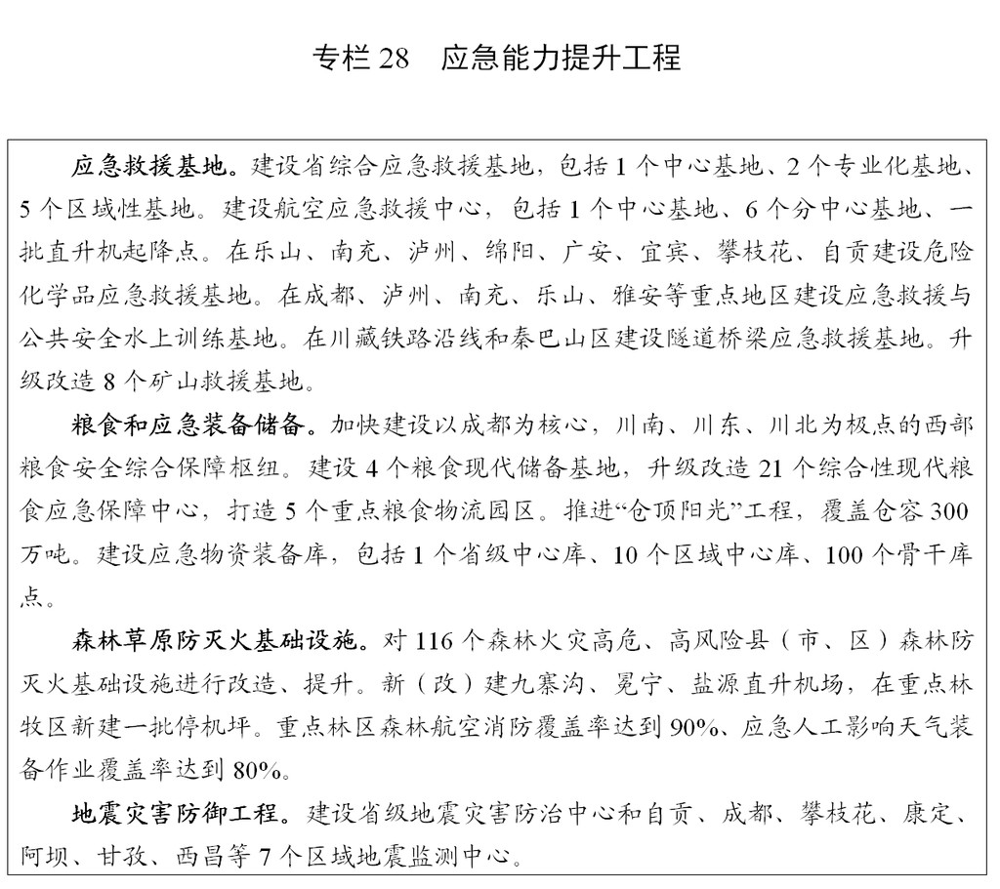 专栏 28　应急能力提升工程
应急救援基地。建设省综合应急救援基地，包括 1 个中心基地、2 个专业化基地、
5 个区域性基地。建设航空应急救援中心，包括 1 个中心基地、6 个分中心基地、一
批直升机起降点。在乐山、南充、泸州、绵阳、广安、宜宾、攀枝花、自贡建设危险
化学品应急救援基地。在成都、泸州、南充、乐山、雅安等重点地区建设应急救援与
公共安全水上训练基地。在川藏铁路沿线和秦巴山区建设隧道桥梁应急救援基地。升
级改造 8 个矿山救援基地。
粮食和应急装备储备。加快建设以成都为核心，川南、川东、川北为极点的西部
粮食安全综合保障枢纽。建设 4 个粮食现代储备基地，升级改造 21 个综合性现代粮
食应急保障中心，打造 5 个重点粮食物流园区。推进“仓顶阳光”工程，覆盖仓容 300
万吨。建设应急物资装备库，包括 1 个省级中心库、10 个区域中心库、100 个骨干库
点。
森林草原防灭火基础设施。对 116 个森林火灾高危、高风险县（市、区）森林防
灭火基础设施进行改造、提升。新（改）建九寨沟、冕宁、盐源直升机场，在重点林
牧区新建一批停机坪。重点林区森林航空消防覆盖率达到 90%、应急人工影响天气装
备作业覆盖率达到 80%。
地震灾害防御工程。建设省级地震灾害防治中心和自贡、成都、攀枝花、康定、
阿坝、甘孜、西昌等 7 个区域地震监测中心。